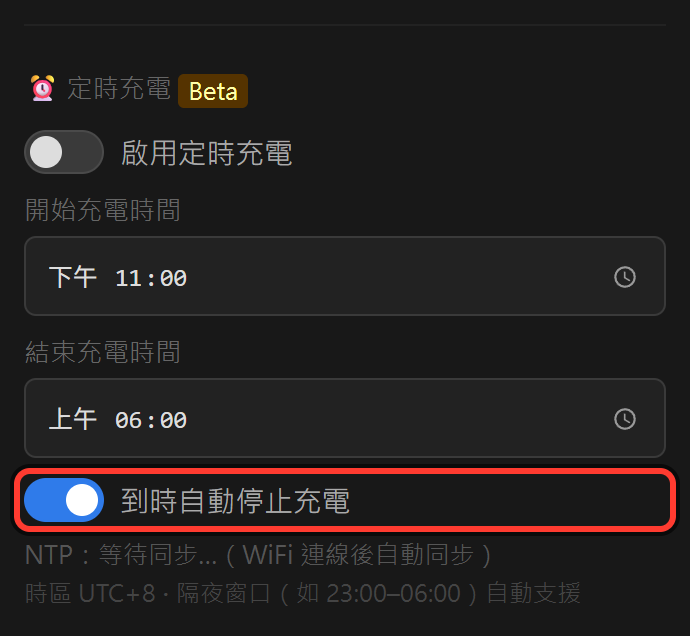 定時充電 Beta
啟用定時充電
開始充電時間
下午 11:00
結束充電時間
上午 06:00
到時自動停止充電
NTP：等待同步...（WiFi 連線後自動同步）
時區 UTC+8 · 隔夜窗口（如 23:00–06:00）自動支援